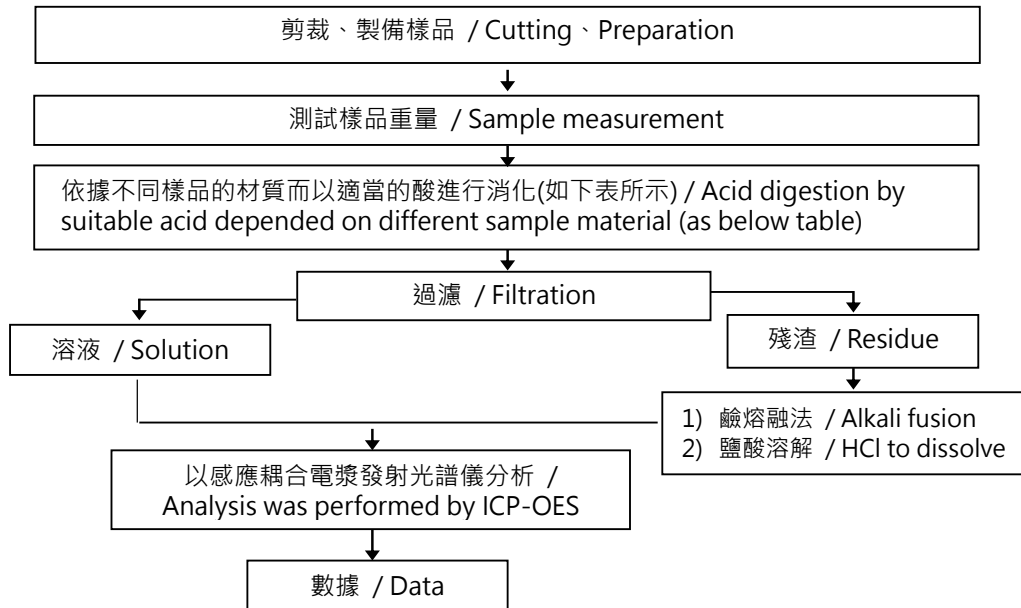 剪裁、製備樣品 / Cutting、Preparation
測試樣品重量 / Sample measurement
依據不同樣品的材質而以適當的酸進行消化(如下表所示) / Acid digestion by
suitable acid depended on different sample material (as below table)
過濾 / Filtration
溶液 / Solution
殘渣 / Residue
1) 鹼熔融法 / Alkali fusion
2) 鹽酸溶解 / HCl to dissolve
以感應耦合電漿發射光譜儀分析 /
Analysis was performed by ICP-OES
數據 / Data